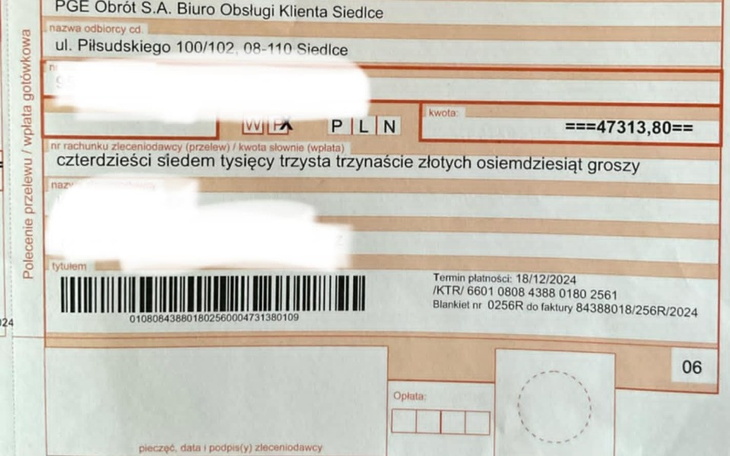 PGE Obrót S.A. Biuro Obsługi Klienta Siedlce
nazwa odbiorcy cd.
ul. Piłsudskiego 100/102, 08-110 Siedlce
Polecenie przelewu / wpłata gotówkowa
W P X
P L N
kwota:
===47313,80==
nr rachunku zleceniodawcy (przelew) / kwota słownie (wpłata)
czterdzieści siedem tysięcy trzysta trzynaście złotych osiemdziesiąt groszy
tytułem
Termin płatności: 18/12/2024
/KTR/ 6601 0808 4388 0180 2561
Blankiet nr 0256R do faktury 84388018/256R/2024
010808438801802560004731380109
06
Opłata:
pieczęć, data i podpis(y) zleceniodawcy